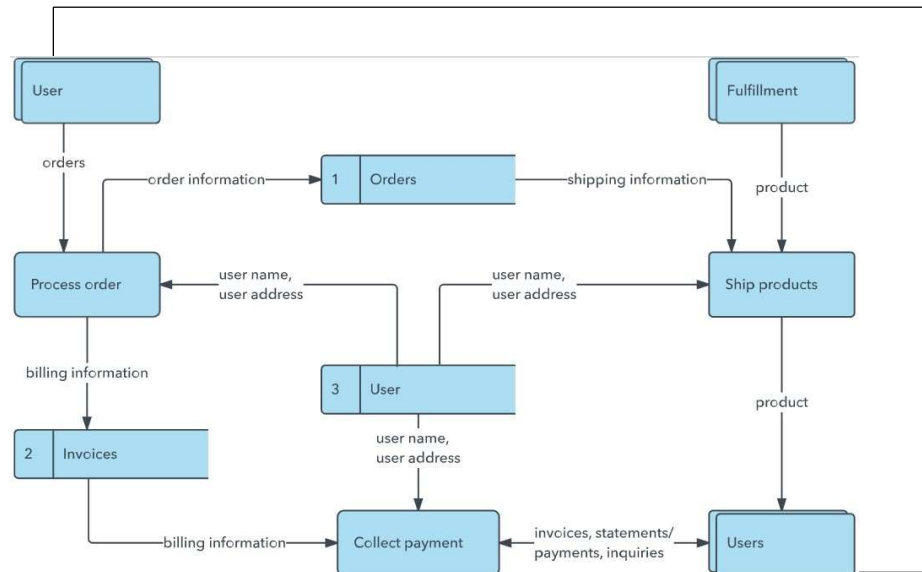 User
Fulfillment
orders
order information
1 Orders
shipping information
product
Process order
user name,
user address
user name,
user address
Ship products
billing information
3 User
product
2 Invoices
user name,
user address
billing information
Collect payment
invoices, statements/
payments, inquiries
Users